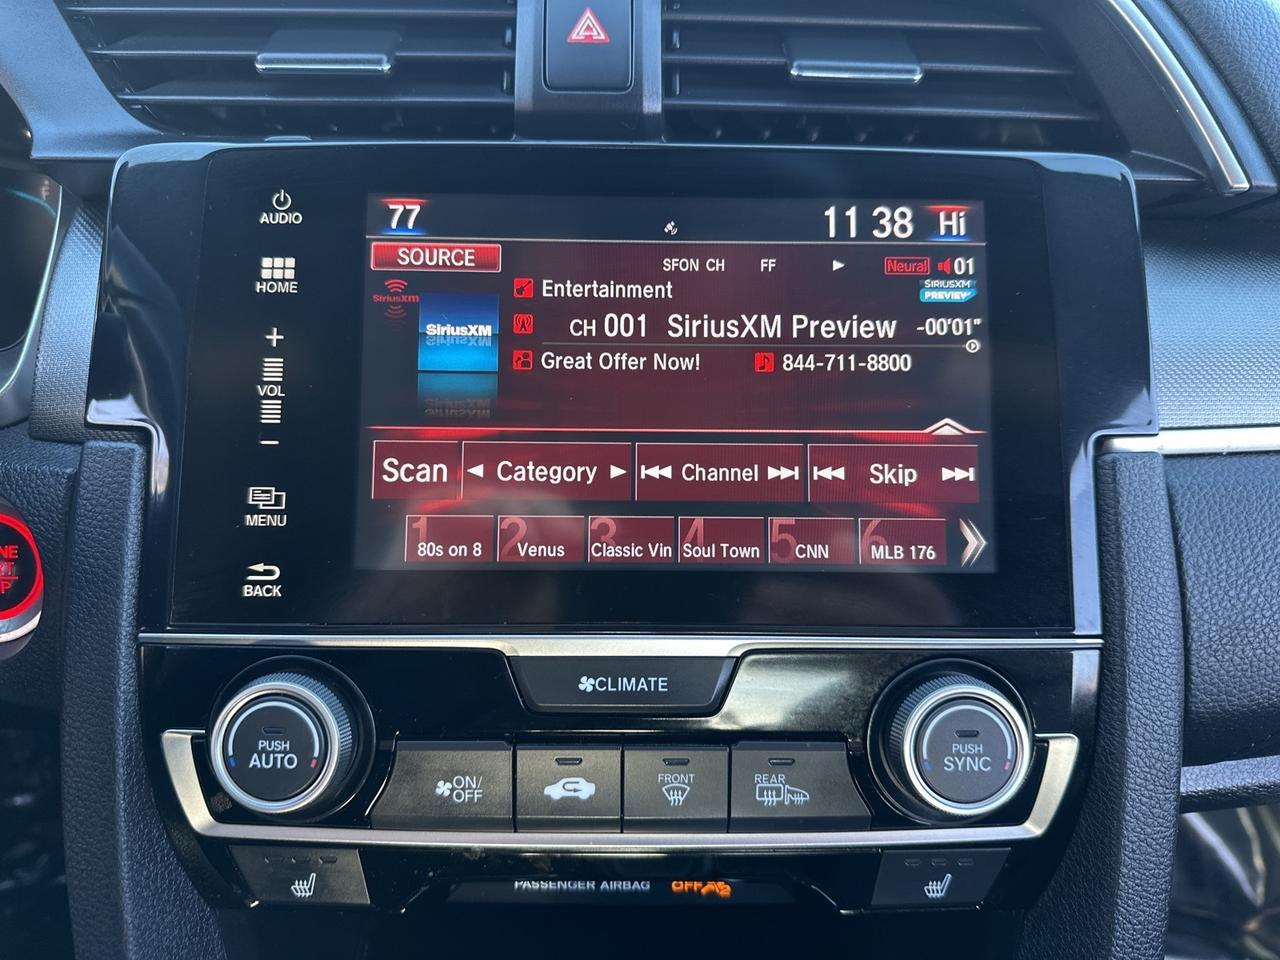 AUDIO
HOME
+
VOL
-
MENU
BACK
77
11 38
Hi
SOURCE
SFON CH FF
Neural 01
SiriusXM
SIRIUSXM
PREVIEW
SiriusXM
Entertainment
CH 001 SiriusXM Preview -00'01"
Great Offer Now!
844-711-8800
Scan
Category
Channel
Skip
1 80s on 8
2 Venus
3 Classic Vin
4 Soul Town
5 CNN
6 MLB 176
CLIMATE
PUSH
AUTO
ON/
OFF
FRONT
REAR
PUSH
SYNC
PASSENGER AIRBAG OFF